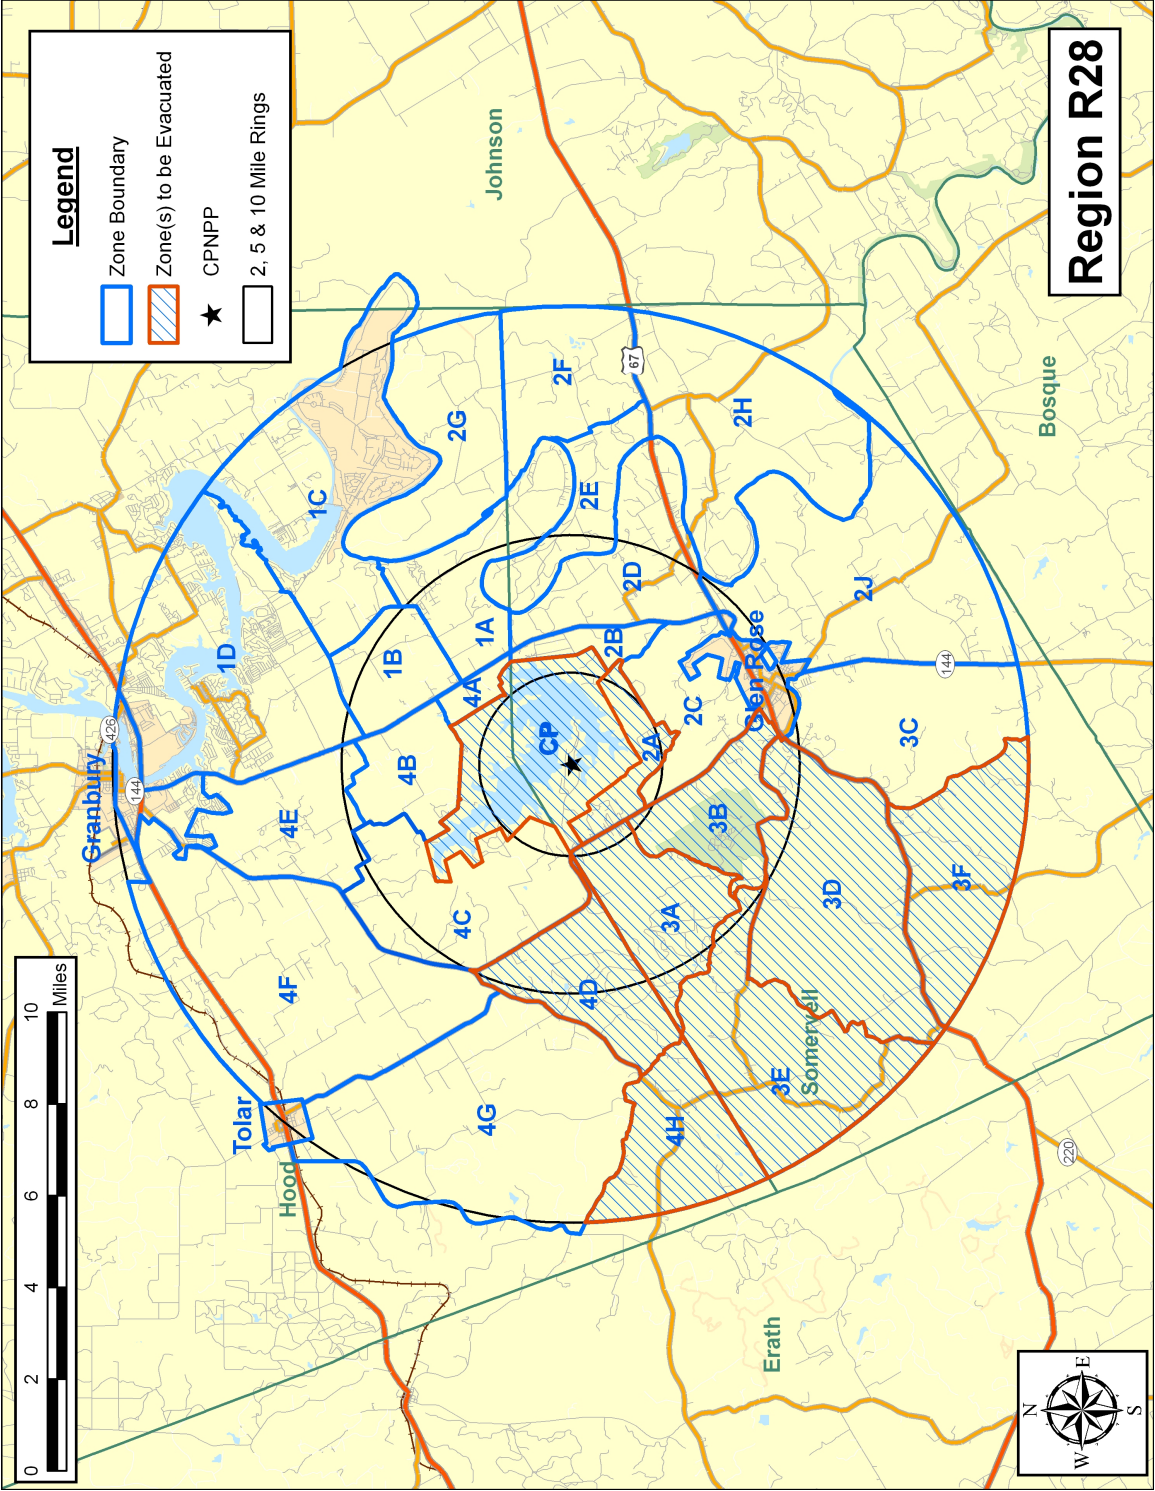 Legend
Zone Boundary
Zone(s) to be Evacuated
CPNPP
2, 5 & 10 Mile Rings
Region R28
0 2 4 6 8 10
Miles
N
W E
S
Granbury
Tolar
Glen Rose
Hood
Johnson
Bosque
Somervell
Erath
426
144
67
144
220
CP
1A
1B
1C
1D
2A
2B
2C
2D
2E
2F
2G
2H
2J
3A
3B
3C
3D
3E
3F
4A
4B
4C
4D
4E
4F
4G
4H